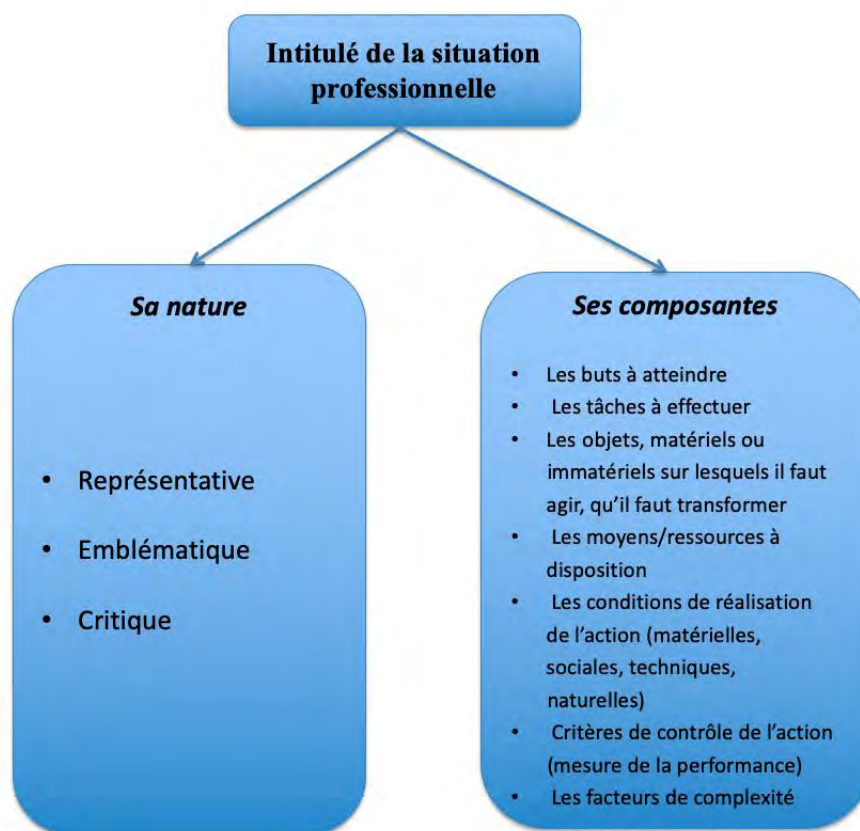 Intitulé de la situation
professionnelle
Sa nature
• Représentative
• Emblématique
• Critique
Ses composantes
• Les buts à atteindre
• Les tâches à effectuer
• Les objets, matériels ou
immatériels sur lesquels il faut
agir, qu’il faut transformer
• Les moyens/ressources à
disposition
• Les conditions de réalisation
de l’action (matérielles,
sociales, techniques,
naturelles)
• Critères de contrôle de l’action
(mesure de la performance)
• Les facteurs de complexité